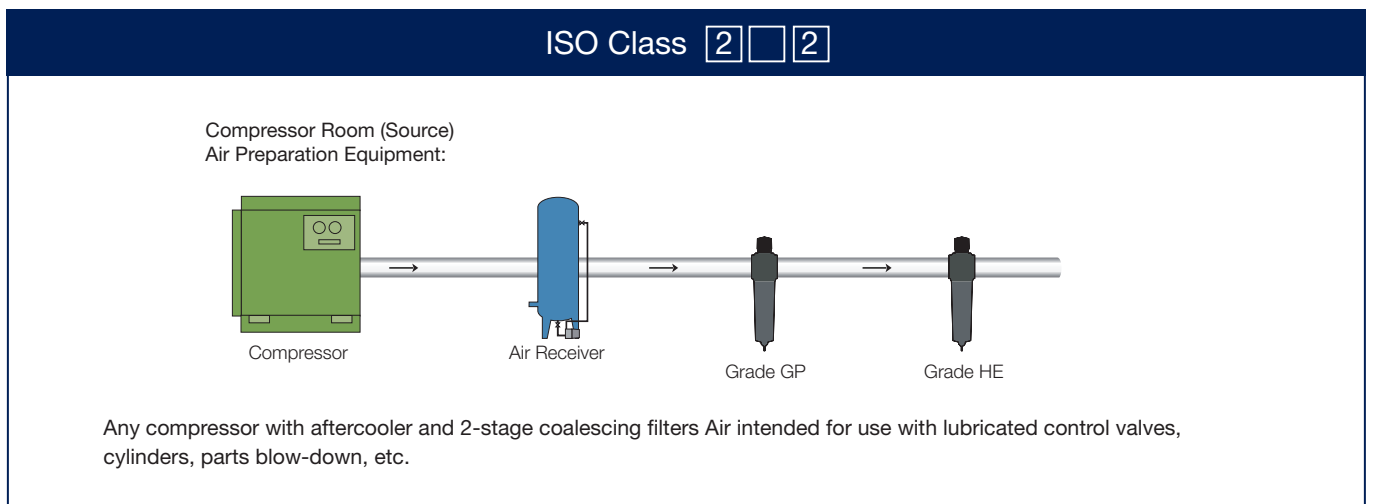 ISO Class 2 2
Compressor Room (Source)
Air Preparation Equipment:
Compressor
Air Receiver
Grade GP
Grade HE
Any compressor with aftercooler and 2-stage coalescing filters Air intended for use with lubricated control valves,
cylinders, parts blow-down, etc.